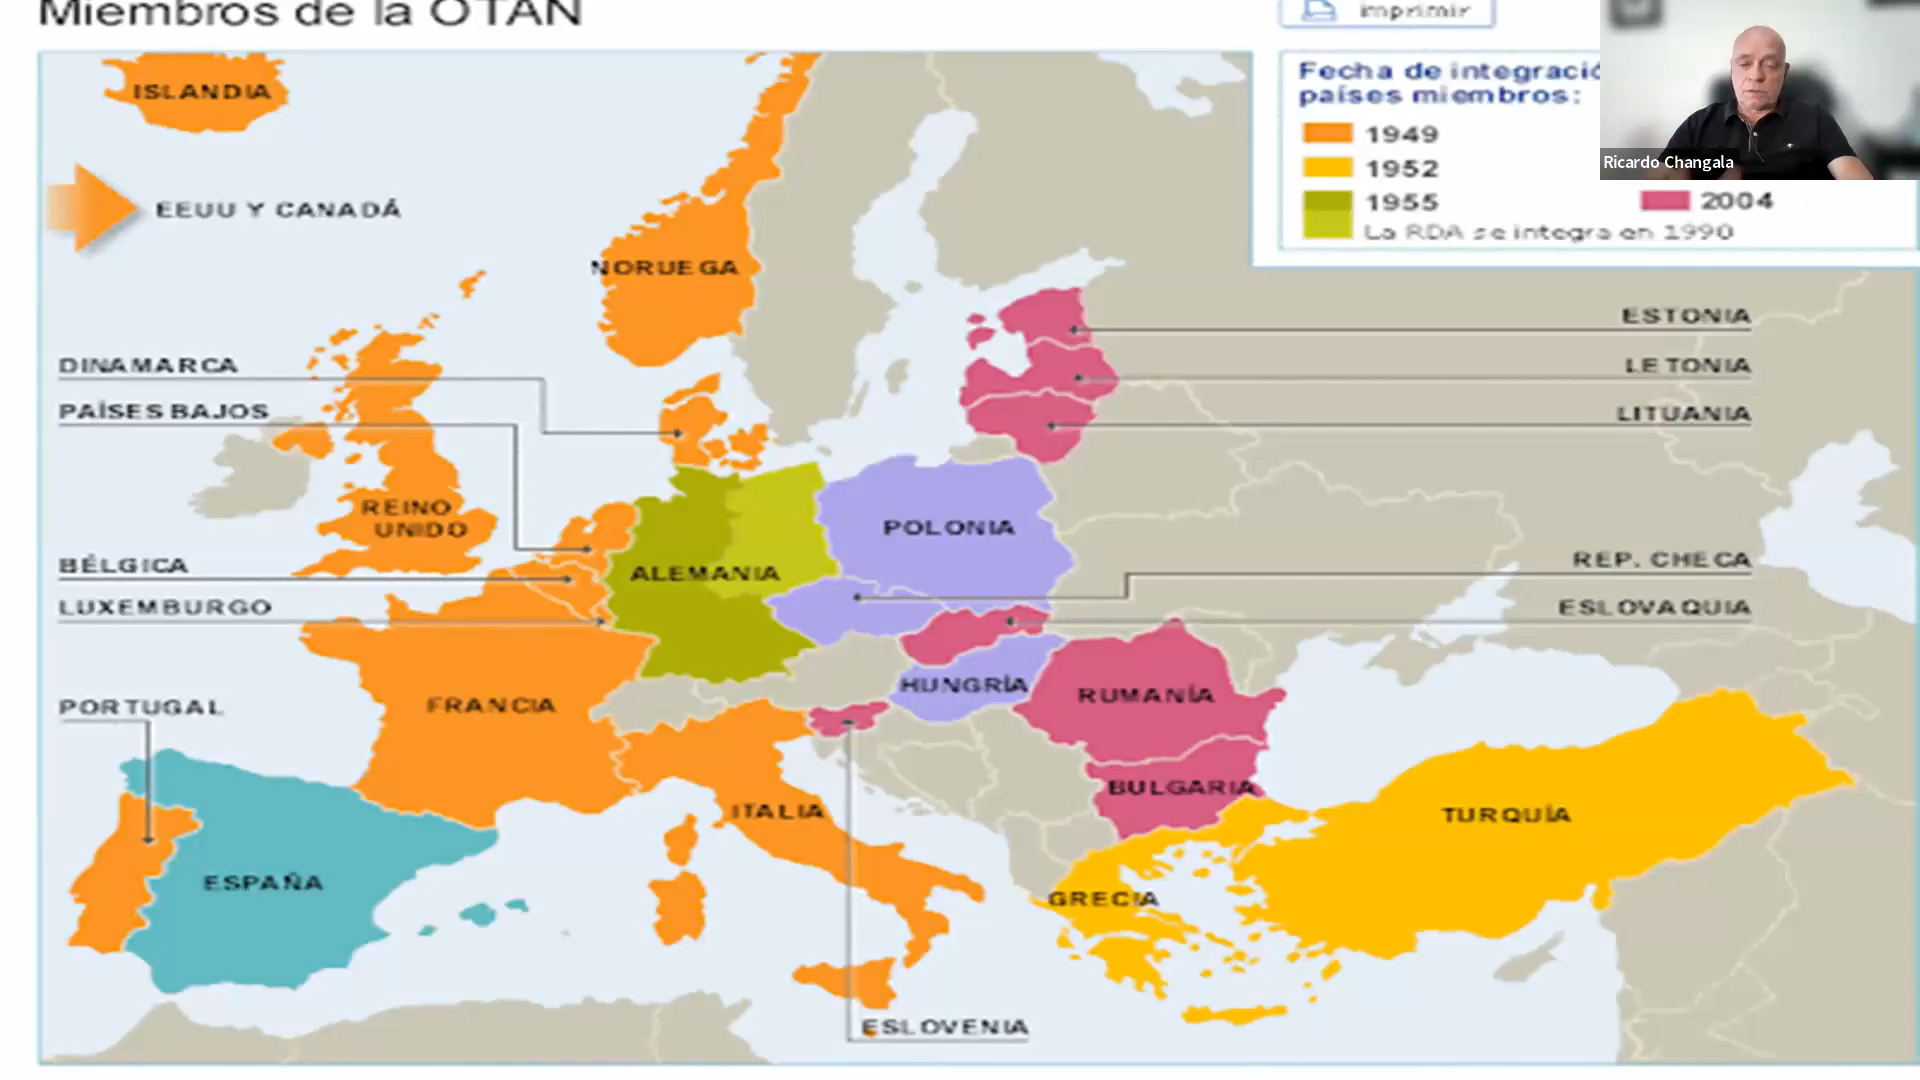 Miembros de la OTAN
imprimir
Fecha de integració
países miembros:
1949
1952
1955
2004
La RDA se integra en 1990
Ricardo Changala
ISLANDIA
EEUU Y CANADÁ
NORUEGA
DINAMARCA
PAÍSES BAJOS
REINO
UNIDO
BÉLGICA
LUXEMBURGO
ALEMANIA
POLONIA
ESTONIA
LETONIA
LITUANIA
REP. CHECA
ESLOVAQUIA
HUNGRÍA
RUMANÍA
BULGARIA
FRANCIA
PORTUGAL
ESPAÑA
ITALIA
TURQUÍA
GRECIA
ESLOVENIA